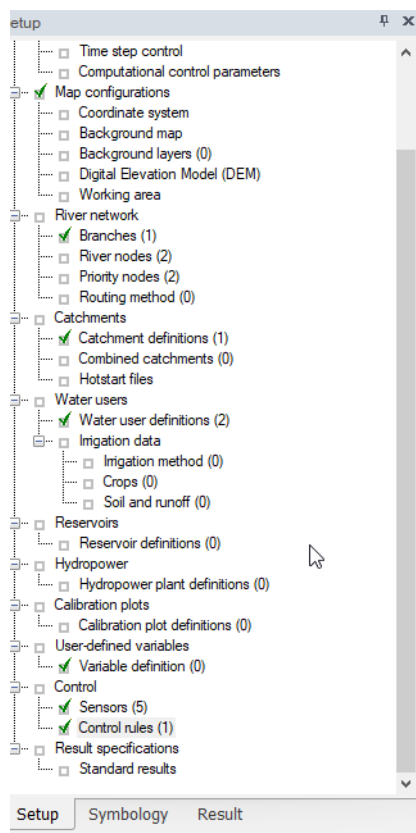 etup
Time step control
Computational control parameters
Map configurations
Coordinate system
Background map
Background layers (0)
Digital Elevation Model (DEM)
Working area
River network
Branches (1)
River nodes (2)
Priority nodes (2)
Routing method (0)
Catchments
Catchment definitions (1)
Combined catchments (0)
Hotstart files
Water users
Water user definitions (2)
Irrigation data
Irrigation method (0)
Crops (0)
Soil and runoff (0)
Reservoirs
Reservoir definitions (0)
Hydropower
Hydropower plant definitions (0)
Calibration plots
Calibration plot definitions (0)
User-defined variables
Variable definition (0)
Control
Sensors (5)
Control rules (1)
Result specifications
Standard results
Setup Symbology Result